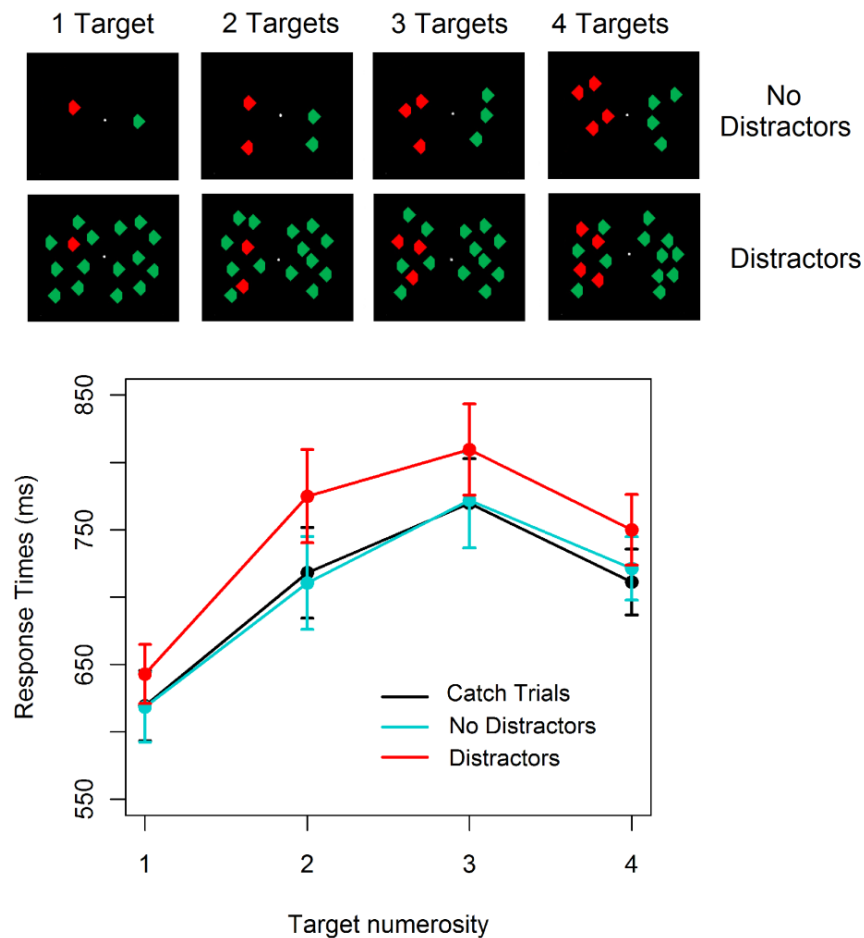 1 Target 2 Targets 3 Targets 4 Targets
No
Distractors
Distractors
850
750
650
550
Response Times (ms)
Catch Trials
No Distractors
Distractors
1 2 3 4
Target numerosity